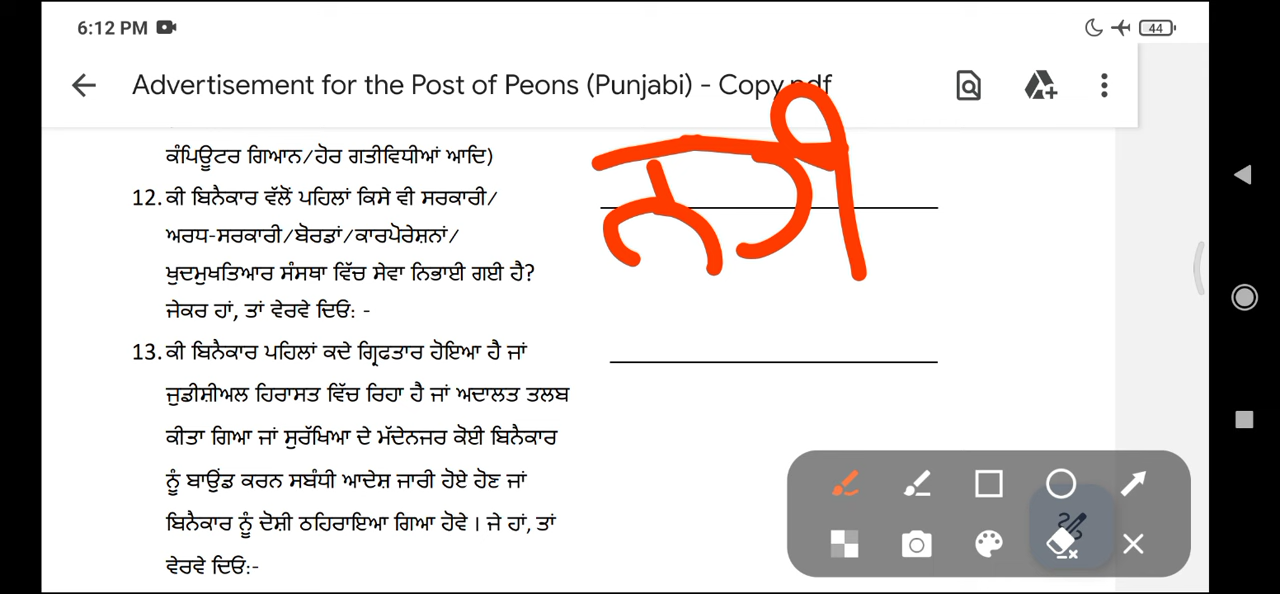 6:12 PM
44
Advertisement for the Post of Peons (Punjabi) - Copy.pdf
ਕੰਪਿਊਟਰ ਗਿਆਨ/ਹੋਰ ਗਤੀਵਿਧੀਆਂ ਆਦਿ)
ਨਹੀ
12. ਕੀ ਬਿਨੈਕਾਰ ਵੱਲੋਂ ਪਹਿਲਾਂ ਕਿਸੇ ਵੀ ਸਰਕਾਰੀ/
ਅਰਧ-ਸਰਕਾਰੀ/ਬੋਰਡਾਂ/ਕਾਰਪੋਰੇਸ਼ਨਾਂ/
ਖੁਦਮੁਖਤਿਆਰ ਸੰਸਥਾ ਵਿੱਚ ਸੇਵਾ ਨਿਭਾਈ ਗਈ ਹੈ?
ਜੇਕਰ ਹਾਂ, ਤਾਂ ਵੇਰਵੇ ਦਿਓ: -
13. ਕੀ ਬਿਨੈਕਾਰ ਪਹਿਲਾਂ ਕਦੇ ਗ੍ਰਿਫਤਾਰ ਹੋਇਆ ਹੈ ਜਾਂ
ਜੁਡੀਸ਼ੀਅਲ ਹਿਰਾਸਤ ਵਿੱਚ ਰਿਹਾ ਹੈ ਜਾਂ ਅਦਾਲਤ ਤਲਬ
ਕੀਤਾ ਗਿਆ ਜਾਂ ਸੁਰੱਖਿਆ ਦੇ ਮੱਦੇਨਜਰ ਕੋਈ ਬਿਨੈਕਾਰ
ਨੂੰ ਬਾਉਂਡ ਕਰਨ ਸਬੰਧੀ ਆਦੇਸ਼ ਜਾਰੀ ਹੋਏ ਹੋਣ ਜਾਂ
ਬਿਨੈਕਾਰ ਨੂੰ ਦੋਸ਼ੀ ਠਹਿਰਾਇਆ ਗਿਆ ਹੋਵੇ। ਜੇ ਹਾਂ, ਤਾਂ
ਵੇਰਵੇ ਦਿਓ:-